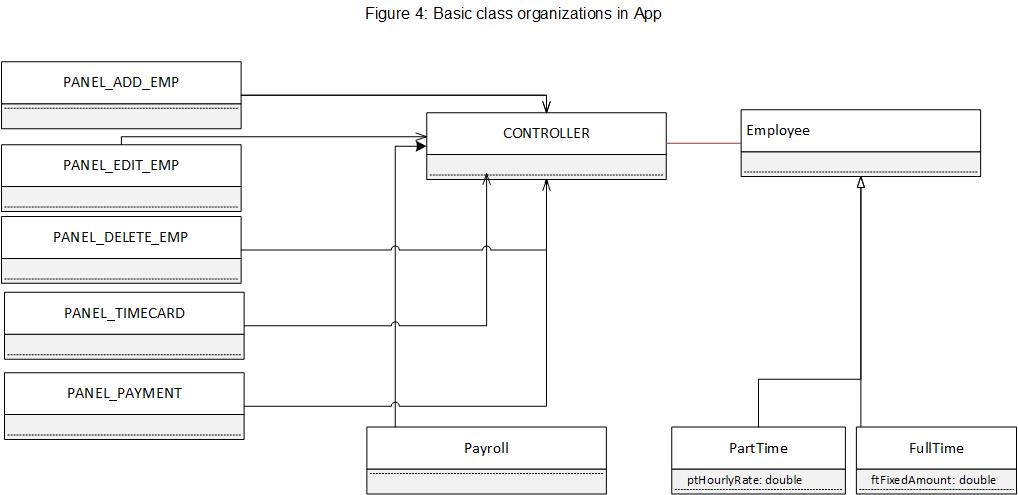 Figure 4: Basic class organizations in App
PANEL_ADD_EMP
CONTROLLER
Employee
PANEL_EDIT_EMP
PANEL_DELETE_EMP
PANEL_TIMECARD
PANEL_PAYMENT
Payroll
PartTime
ptHourlyRate: double
FullTime
ftFixedAmount: double